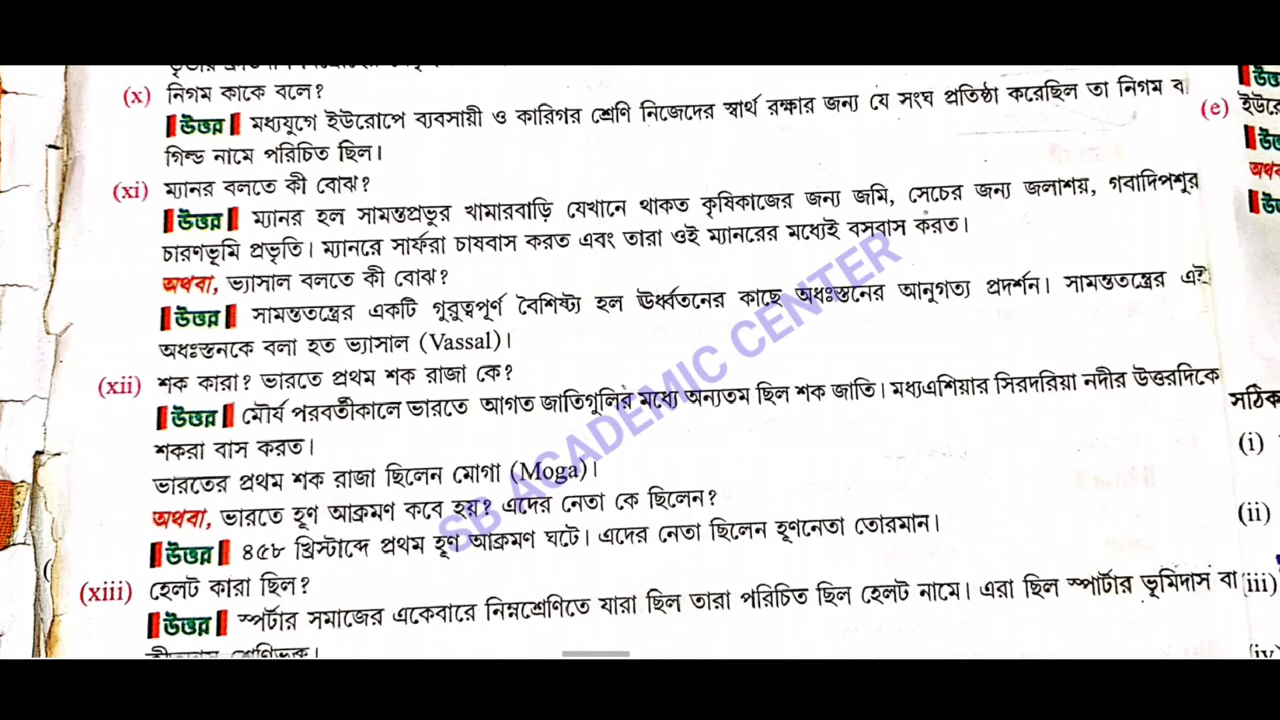 (x) নিগম কাকে বলে?
উত্তর মধ্যযুগে ইউরোপে ব্যবসায়ী ও কারিগর শ্রেণি নিজেদের স্বার্থ রক্ষার জন্য যে সংঘ প্রতিষ্ঠা করেছিল তা নিগম ব
গিল্ড নামে পরিচিত ছিল।
(xi) ম্যানর বলতে কী বোঝ?
উত্তর ম্যানর হল সামন্তপ্রভুর খামারবাড়ি যেখানে থাকত কৃষিকাজের জন্য জমি, সেচের জন্য জলাশয়, গবাদিপশুর
চারণভূমি প্রভৃতি। ম্যানরে সার্ফরা চাষবাস করত এবং তারা ওই ম্যানরের মধ্যেই বসবাস করত।
অথবা, ভ্যাসাল বলতে কী বোঝ?
উত্তর সামন্ততন্ত্রের একটি গুরুত্বপূর্ণ বৈশিষ্ট্য হল ঊর্ধ্বতনের কাছে অধঃস্তনের আনুগত্য প্রদর্শন। সামন্ততন্ত্রের এই
অধঃস্তনকে বলা হত ভ্যাসাল (Vassal)।
(xii) শক কারা? ভারতে প্রথম শক রাজা কে?
উত্তর মৌর্য পরবর্তীকালে ভারতে আগত জাতিগুলির মধ্যে অন্যতম ছিল শক জাতি। মধ্যএশিয়ার সিরদরিয়া নদীর উত্তরদিকে
শকরা বাস করত।
ভারতের প্রথম শক রাজা ছিলেন মোগা (Moga)।
অথবা, ভারতে হূণ আক্রমণ কবে হয়? এদের নেতা কে ছিলেন?
উত্তর ৪৫৮ খ্রিস্টাব্দে প্রথম হূণ আক্রমণ ঘটে। এদের নেতা ছিলেন হূণনেতা তোরমান।
(xiii) হেলট কারা ছিল?
উত্তর স্পার্টার সমাজের একেবারে নিম্নশ্রেণিতে যারা ছিল তারা পরিচিত ছিল হেলট নামে। এরা ছিল স্পার্টার ভূমিদাস বা
SB ACADEMIC CENTER
(e)
সঠিক
(i)
(ii)
(iii)